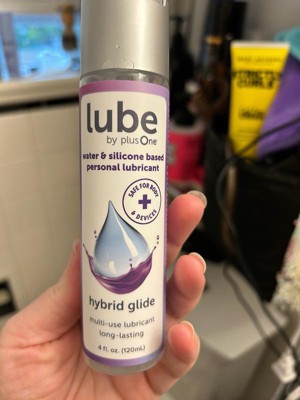 lube
by plusOne
water & silicone based
personal lubricant
SAFE FOR BODY
& DEVICES
hybrid glide
multi-use lubricant
long-lasting
4 fl. oz. (120mL)